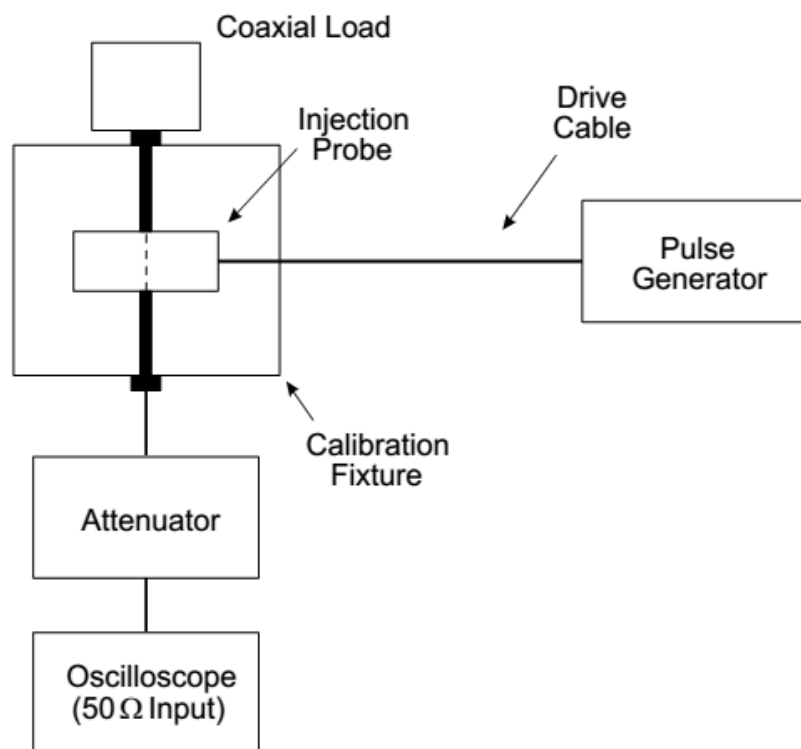 Coaxial Load
Injection
Probe
Drive
Cable
Pulse
Generator
Calibration
Fixture
Attenuator
Oscilloscope
(50 Ω Input)